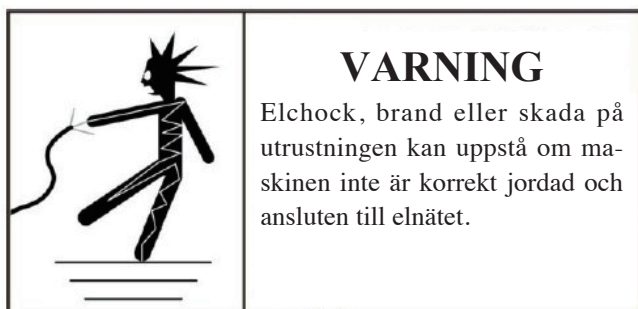 VARNING
Elchock, brand eller skada på
utrustningen kan uppstå om ma-
skinen inte är korrekt jordad och
ansluten till elnätet.